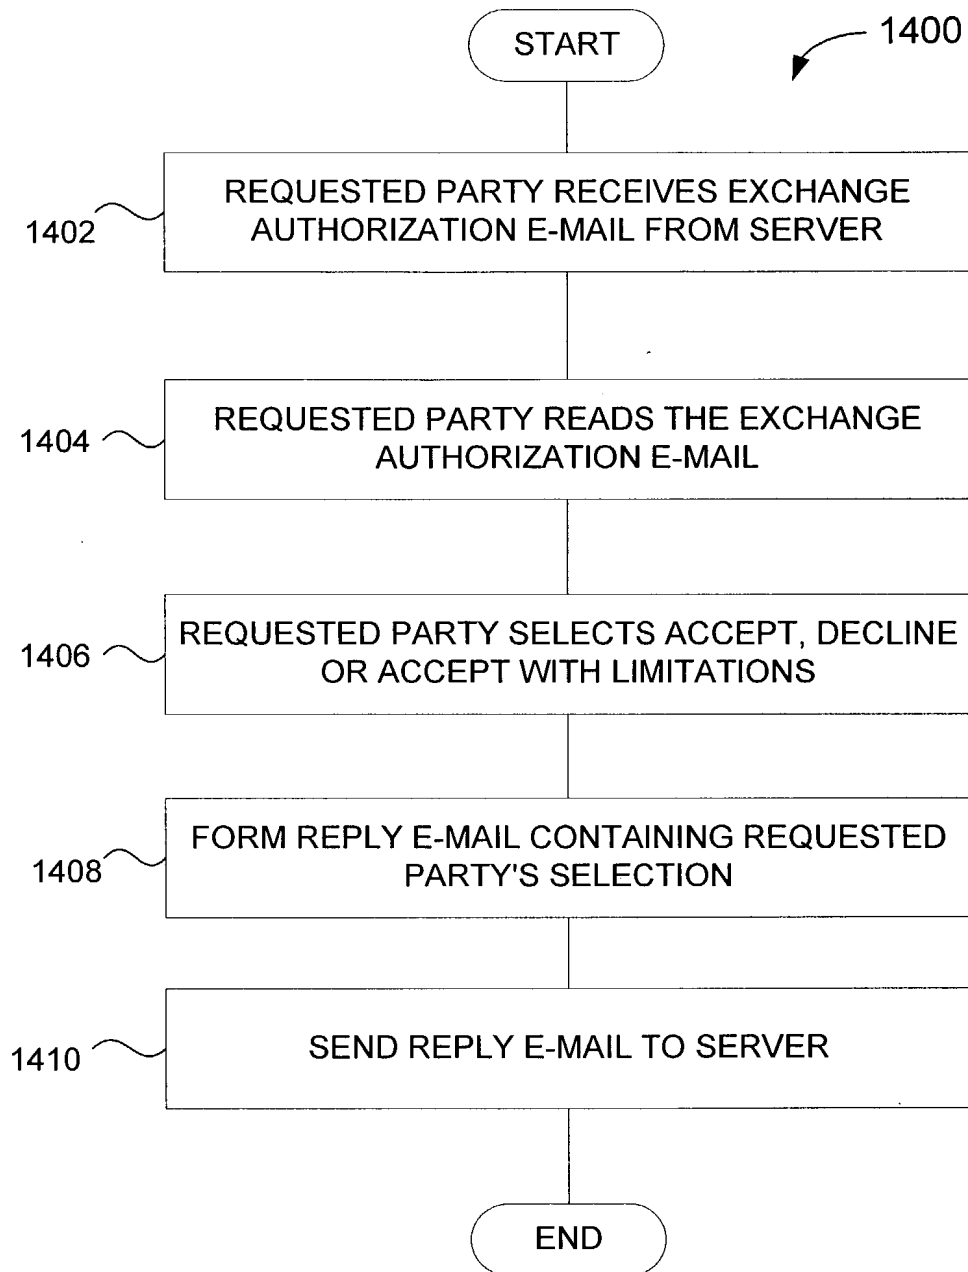 START
1400
REQUESTED PARTY RECEIVES EXCHANGE
AUTHORIZATION E-MAIL FROM SERVER
1402
REQUESTED PARTY READS THE EXCHANGE
AUTHORIZATION E-MAIL
1404
REQUESTED PARTY SELECTS ACCEPT, DECLINE
OR ACCEPT WITH LIMITATIONS
1406
FORM REPLY E-MAIL CONTAINING REQUESTED
PARTY'S SELECTION
1408
SEND REPLY E-MAIL TO SERVER
1410
END